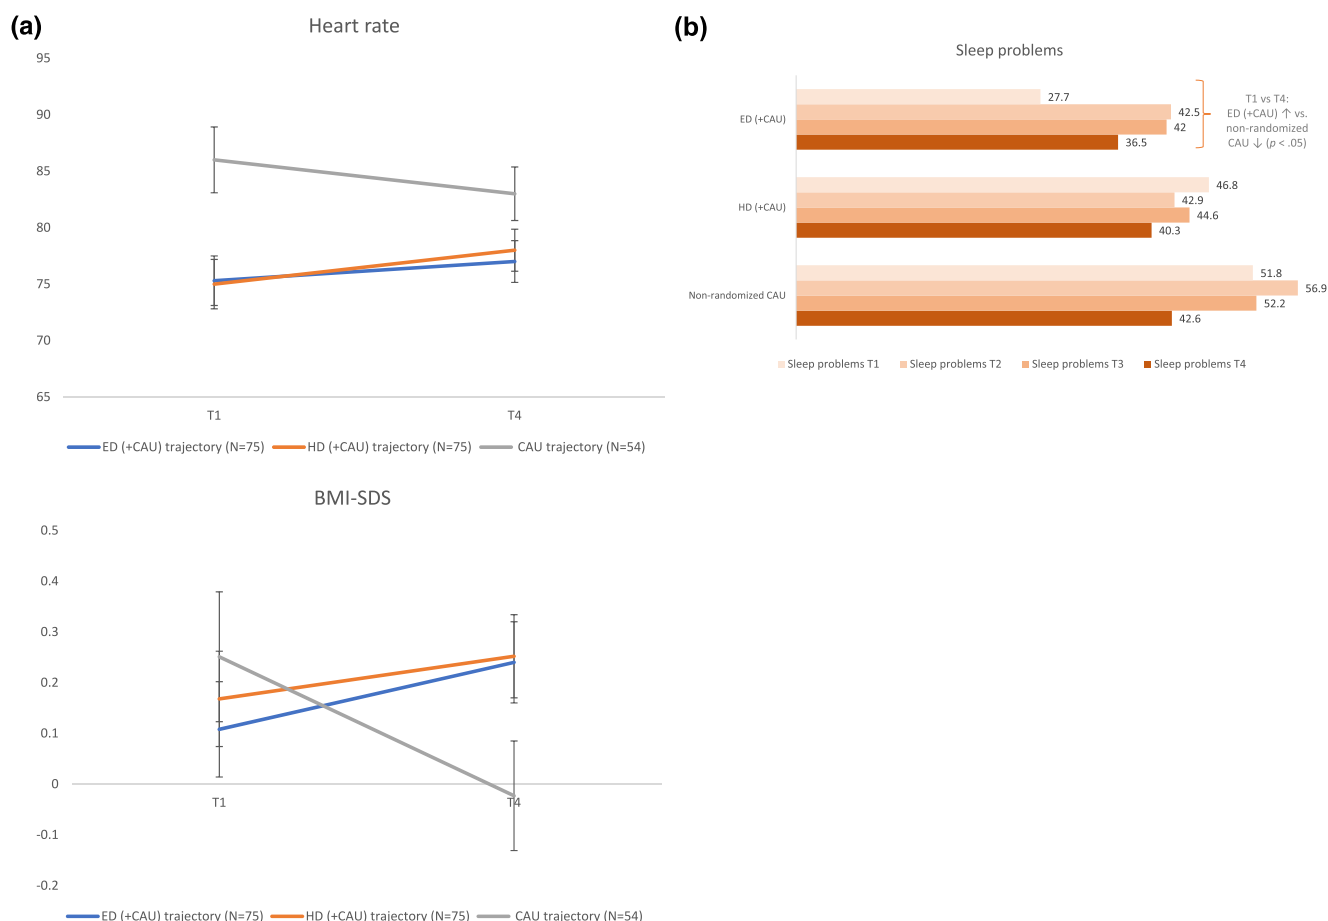 (a)
Heart rate
95
90
85
80
75
70
65
T1
T4
ED (+CAU) trajectory (N=75)
HD (+CAU) trajectory (N=75)
CAU trajectory (N=54)
BMI-SDS
0.5
0.4
0.3
0.2
0.1
0
-0.1
-0.2
T1
T4
ED (+CAU) trajectory (N=75)
HD (+CAU) trajectory (N=75)
CAU trajectory (N=54)
(b)
Sleep problems
ED (+CAU)
27.7
42.5
42
36.5
T1 vs T4:
ED (+CAU) ↑ vs.
non-randomized
CAU ↓ (p < .05)
HD (+CAU)
46.8
42.9
44.6
40.3
Non-randomized CAU
51.8
56.9
52.2
42.6
Sleep problems T1
Sleep problems T2
Sleep problems T3
Sleep problems T4